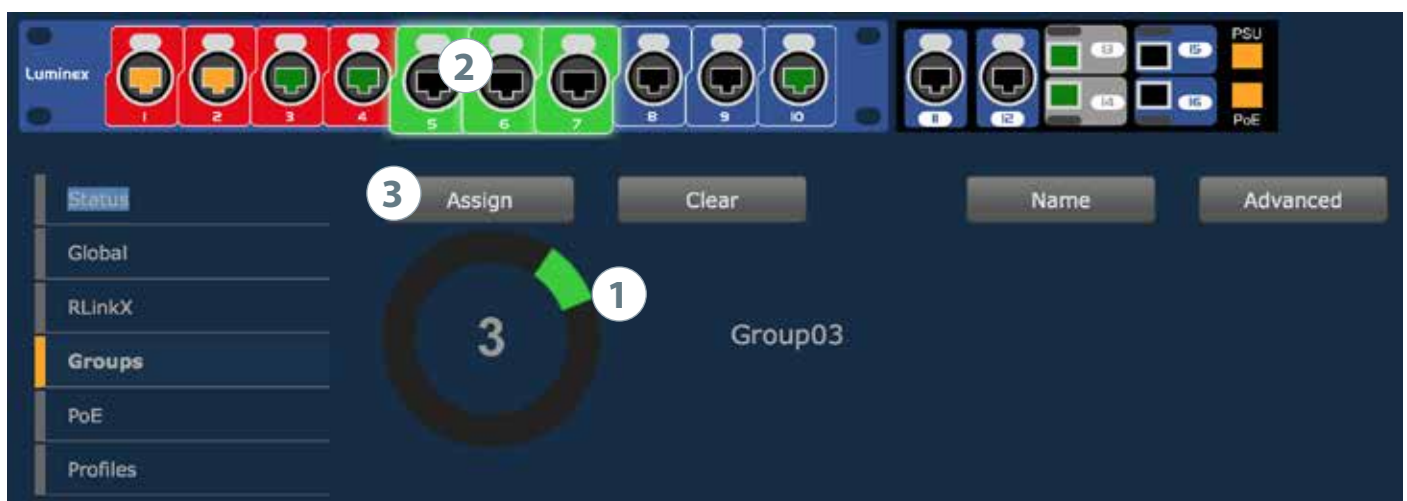 PSU
Luminex
2
13
15
14
16
1 2 3 4 5 6 7 8 9 10 11 12
PoE
3 Assign Clear Name Advanced
Status
Global
RLinkX
Groups
PoE
Profiles
1
3
Group03